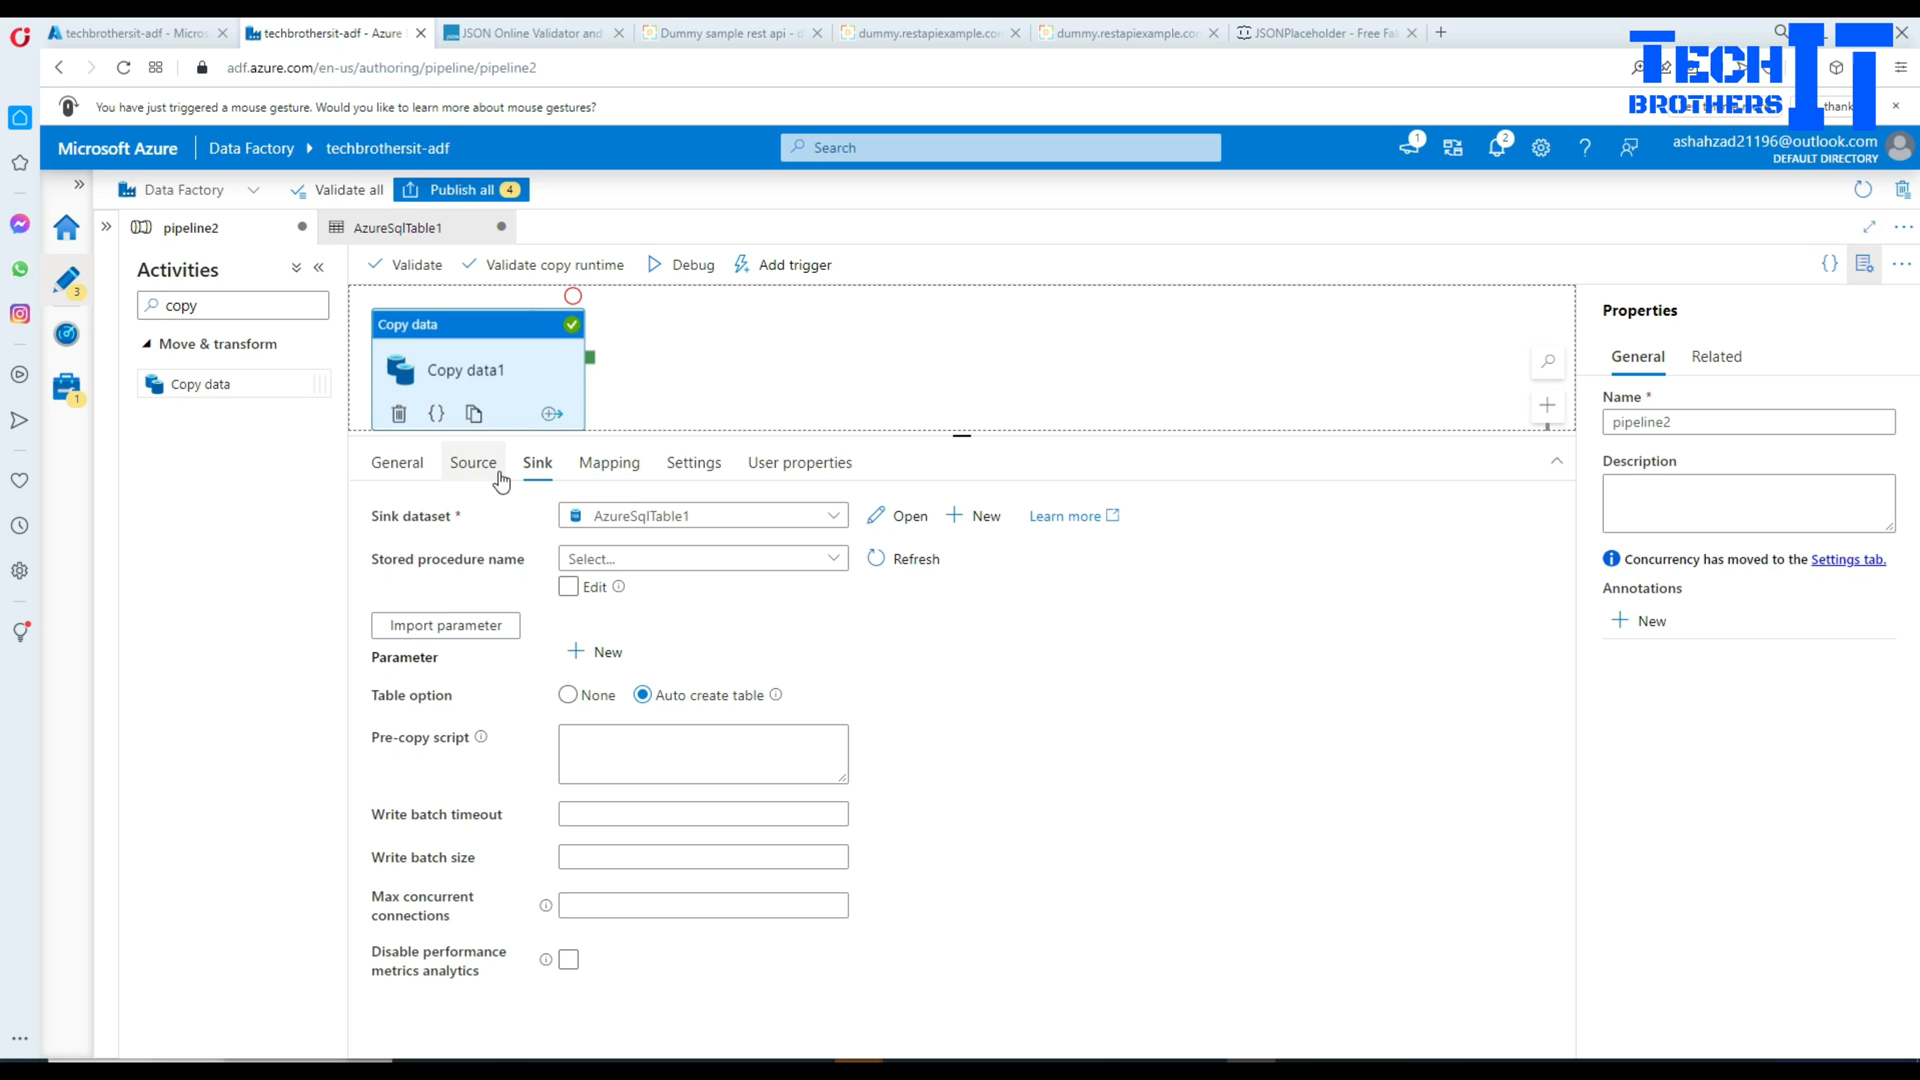 techbrothersit-adf - Micros
techbrothersit-adf - Azure
JSON Online Validator and
Dummy sample rest api - d
dummy.restapiexample.co
dummy.restapiexample.co
JSONPlaceholder - Free Fa
adf.azure.com/en-us/authoring/pipeline/pipeline2
TECH IT
BROTHERS
You have just triggered a mouse gesture. Would you like to learn more about mouse gestures?
thank
Microsoft Azure
Data Factory
techbrothersit-adf
Search
1
2
ashahzad21196@outlook.com
DEFAULT DIRECTORY
Data Factory
Validate all
Publish all
4
pipeline2
AzureSqlTable1
Activities
Validate
Validate copy runtime
Debug
Add trigger
3
copy
Move & transform
Copy data
1
Copy data
Copy data1
General
Source
Sink
Mapping
Settings
User properties
Sink dataset *
AzureSqlTable1
Open
New
Learn more
Stored procedure name
Select...
Refresh
Edit
Import parameter
Parameter
New
Table option
None
Auto create table
Pre-copy script
Write batch timeout
Write batch size
Max concurrent
connections
Disable performance
metrics analytics
Properties
General
Related
Name *
pipeline2
Description
Concurrency has moved to the Settings tab.
Annotations
New